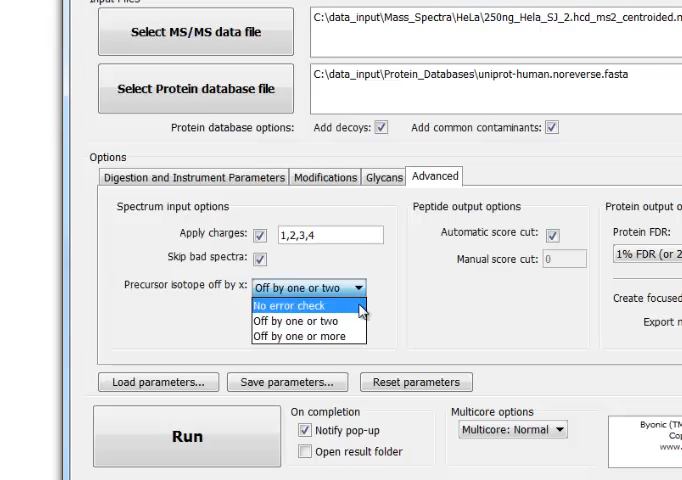 Input Files
Select MS/MS data file
C:\data_input\Mass_Spectra\HeLa\250ng_Hela_SJ_2.hcd_ms2_centroided.n
Select Protein database file
C:\data_input\Protein_Databases\uniprot-human.noreverse.fasta
Protein database options: Add decoys: Add common contaminants:
Options
Digestion and Instrument Parameters Modifications Glycans Advanced
Spectrum input options Peptide output options Protein output o
Apply charges: 1,2,3,4 Automatic score cut: Protein FDR:
Skip bad spectra: Manual score cut: 0 1% FDR (or 2
Precursor isotope off by x: Off by one or two
No error check Create focused
Off by one or two Export m
Off by one or more
Load parameters... Save parameters... Reset parameters
Run
On completion Multicore options
Notify pop-up Multicore: Normal
Open result folder
Byonic (TM
Cop
www.